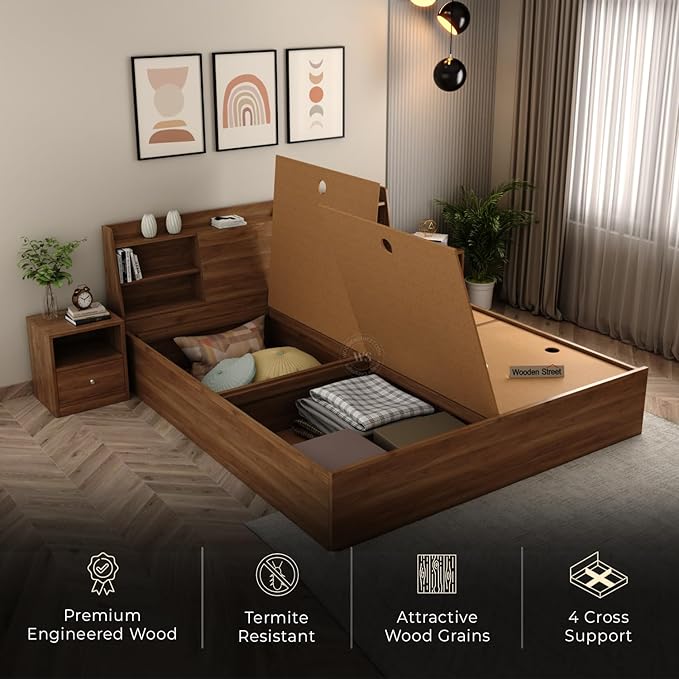 Wooden Street
Premium
Engineered Wood
Termite
Resistant
Attractive
Wood Grains
4 Cross
Support